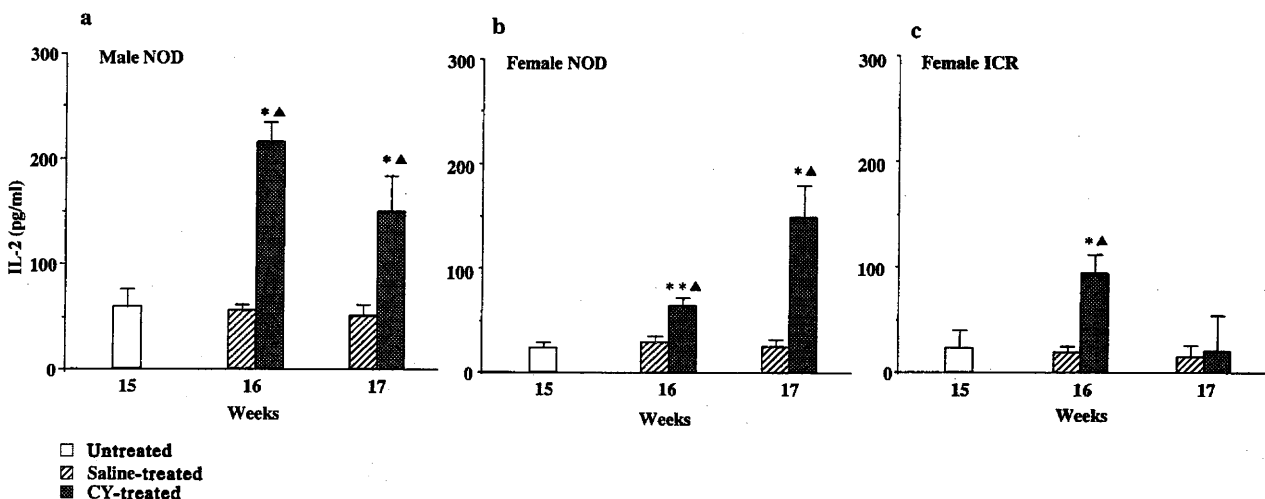 a
Male NOD
300
200
100
0
IL-2 (pg/ml)
*▲
*▲
15 16 17
Weeks
b
Female NOD
300
200
100
0
**▲
*▲
15 16 17
Weeks
c
Female ICR
300
200
100
0
*▲
15 16 17
Weeks
Untreated
Saline-treated
CY-treated